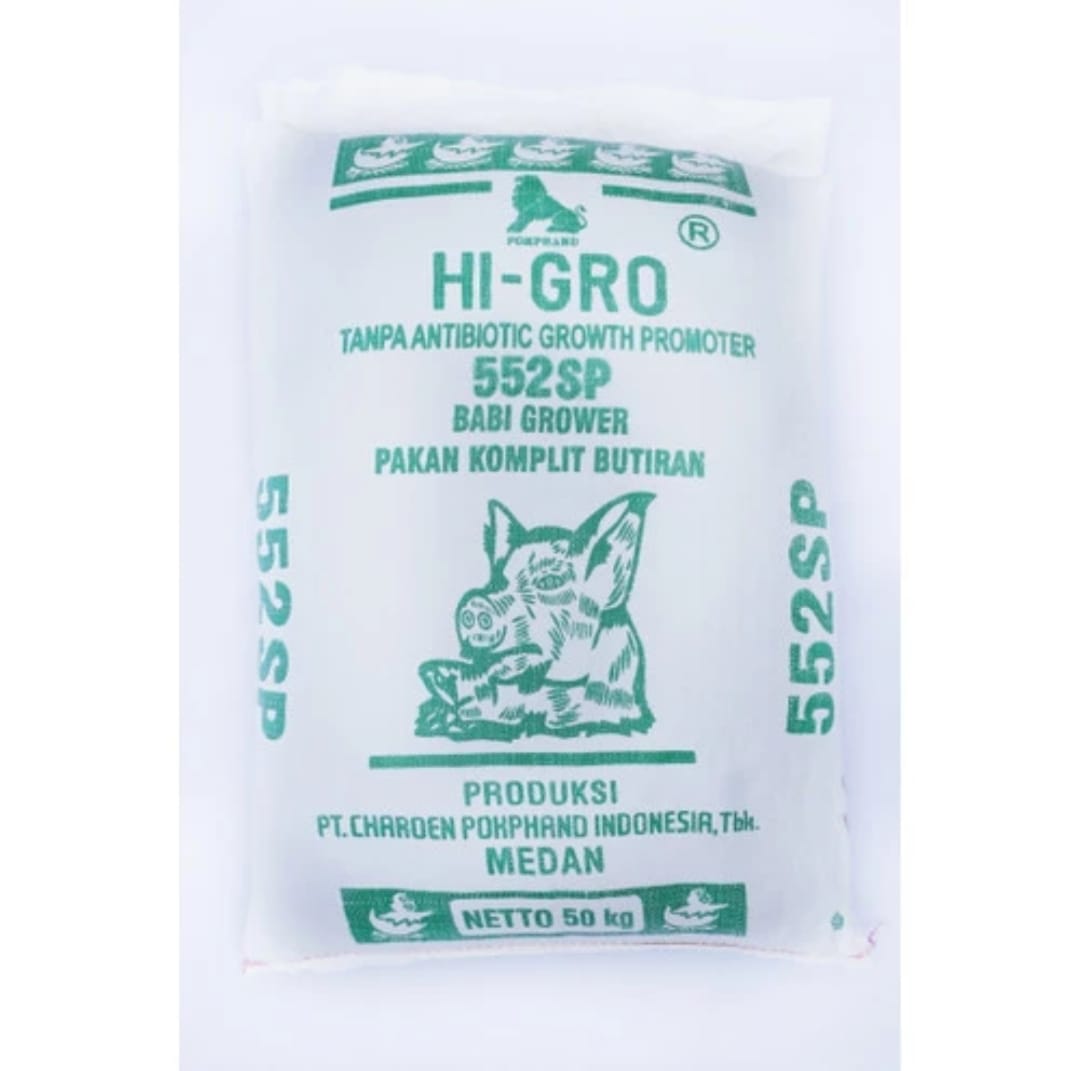 POKPHAND
®
HI-GRO
TANPA ANTIBIOTIC GROWTH PROMOTER
552SP
BABI GROWER
PAKAN KOMPLIT BUTIRAN
552SP
552SP
PRODUKSI
PT. CHAROEN POKPHAND INDONESIA, Tbk.
MEDAN
NETTO 50 kg